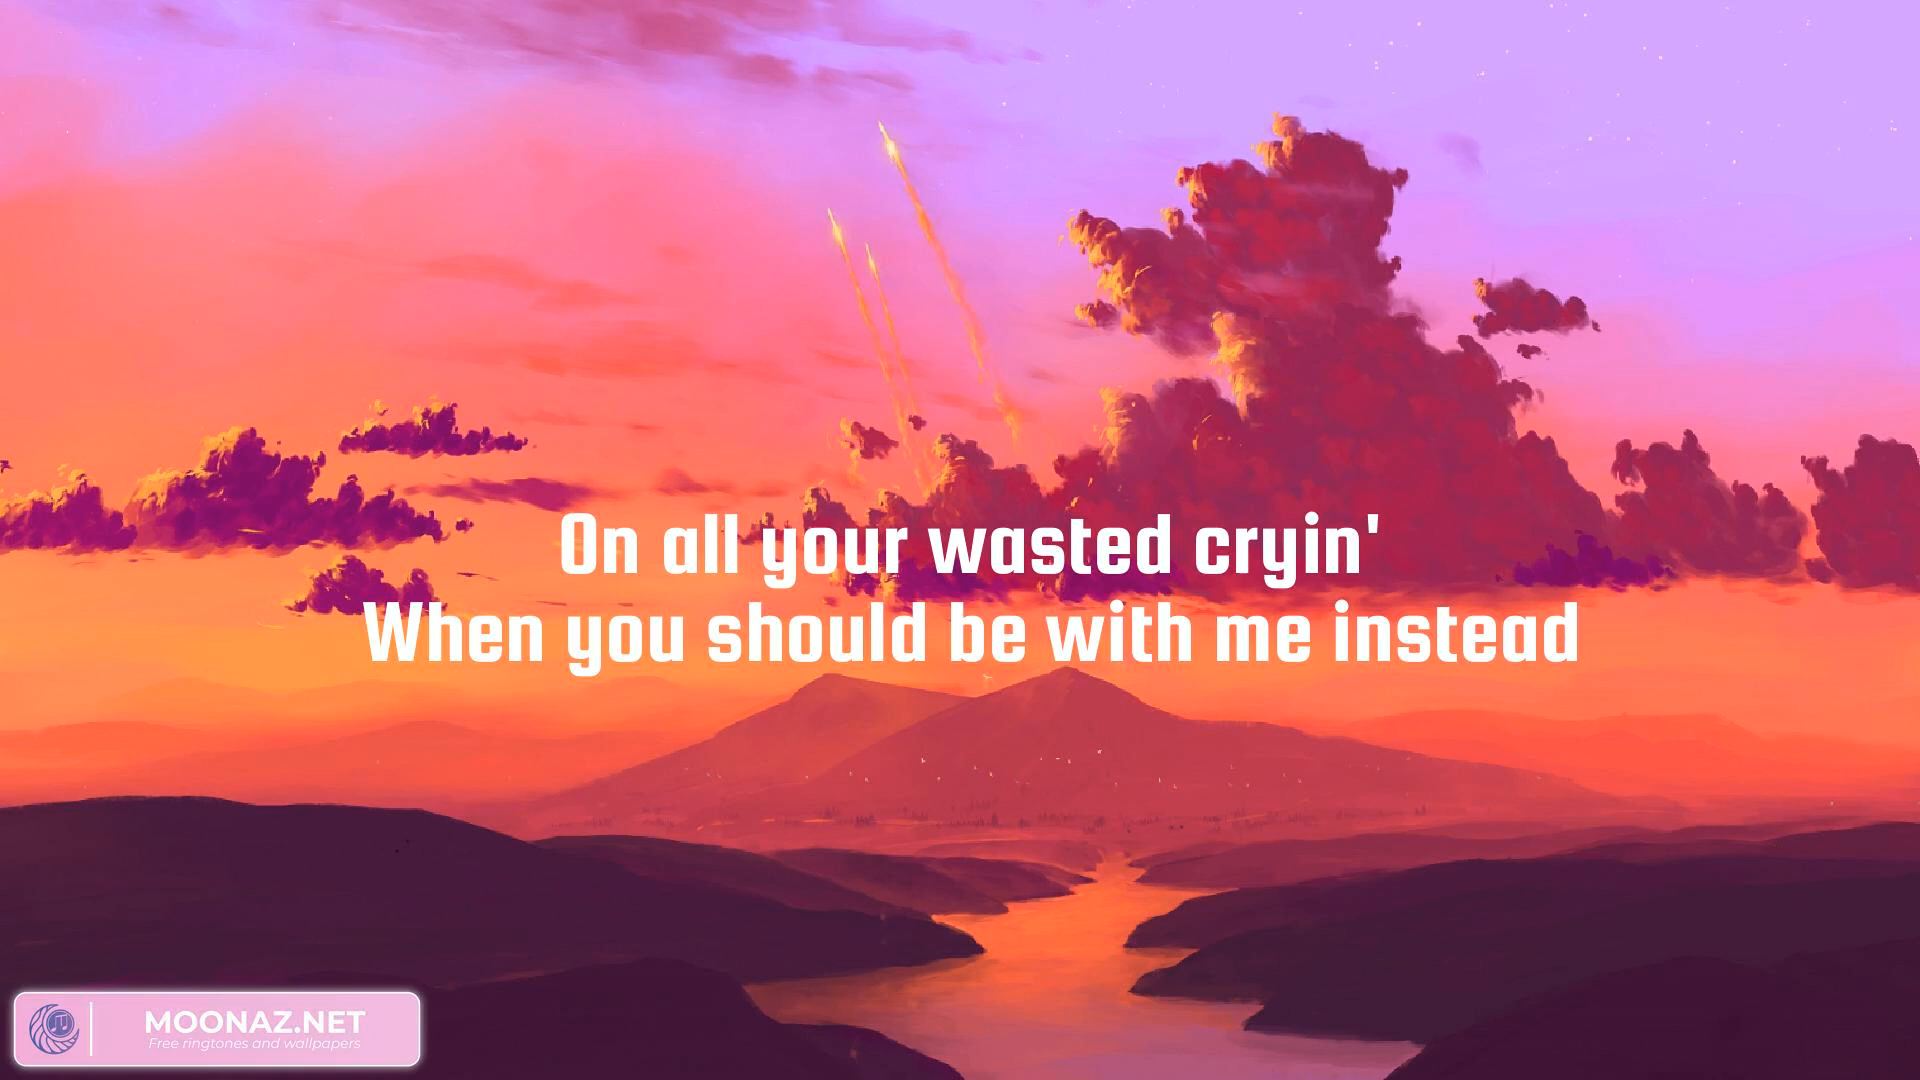 On all your wasted cryin'
When you should be with me instead
MOONAZ.NET
Free ringtones and wallpapers